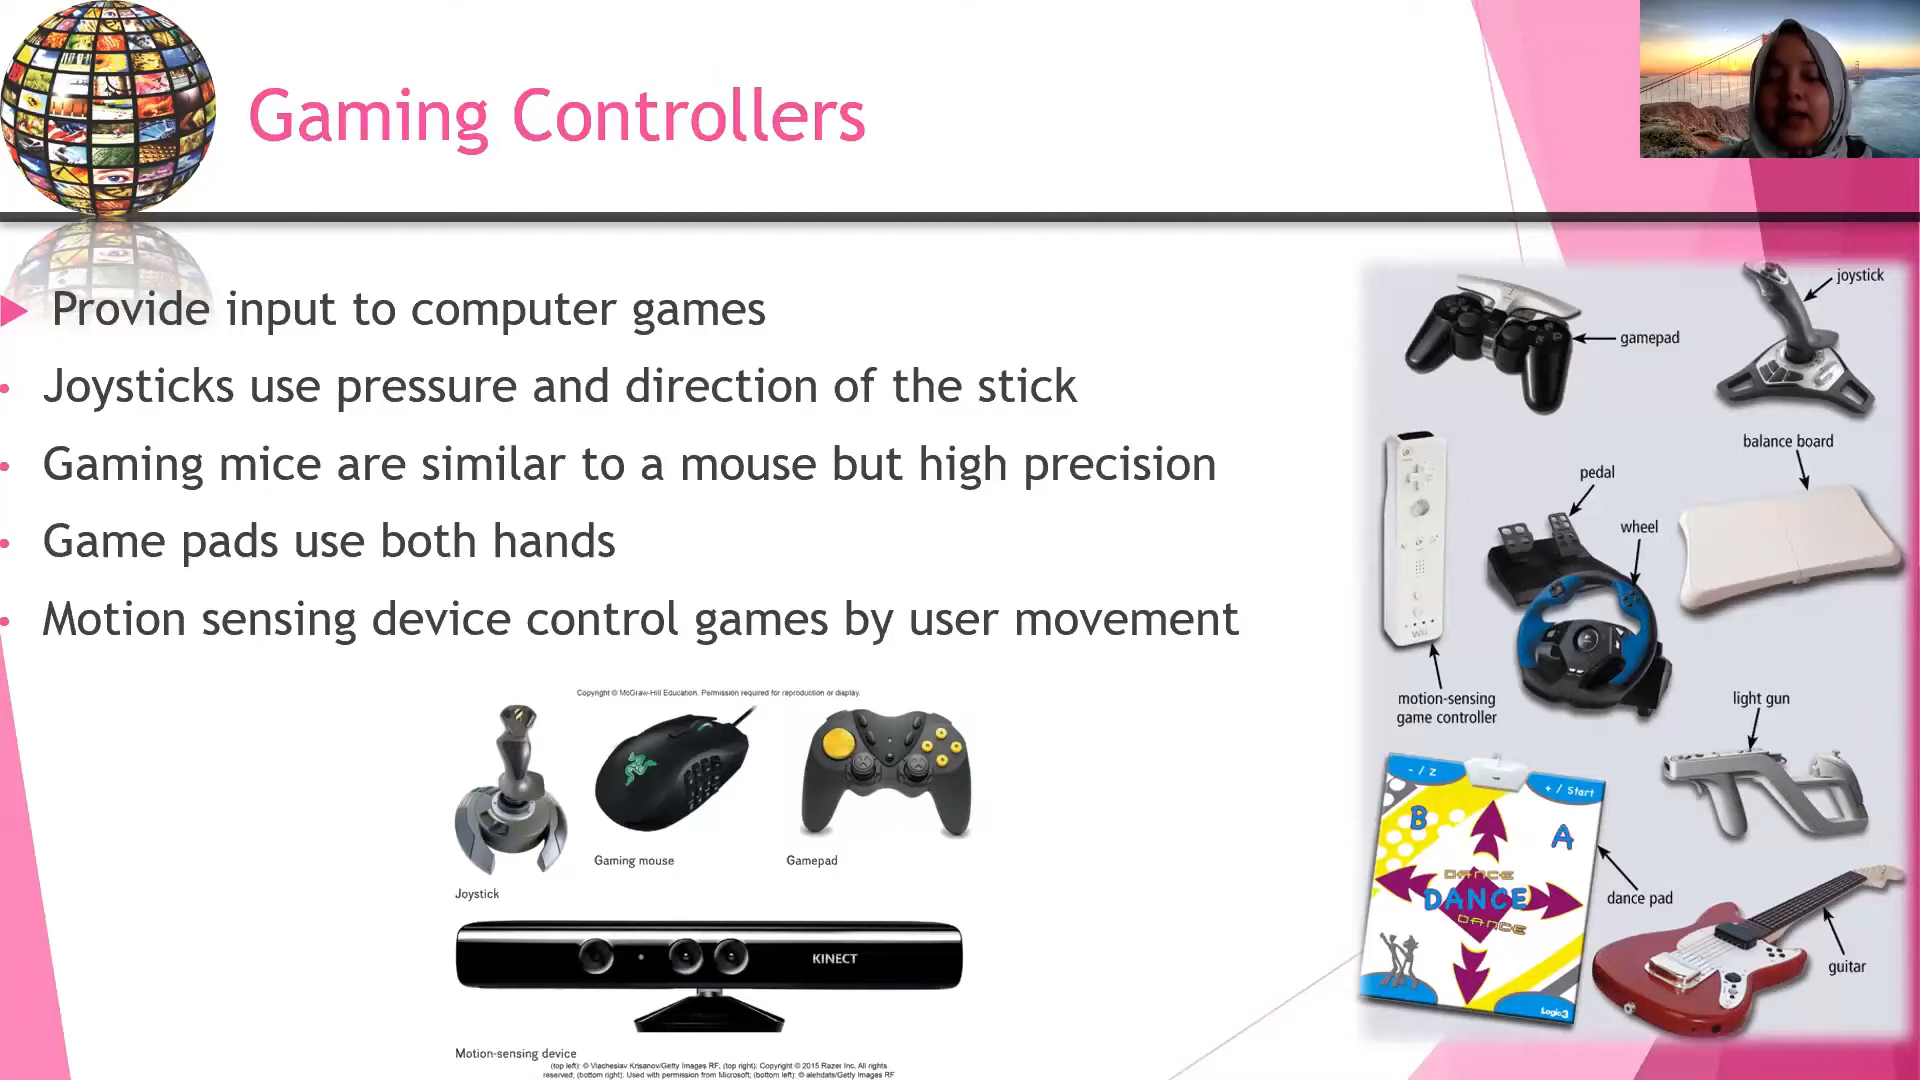 Gaming Controllers
Provide input to computer games
Joysticks use pressure and direction of the stick
Gaming mice are similar to a mouse but high precision
Game pads use both hands
Motion sensing device control games by user movement
Copyright © McGraw-Hill Education. Permission required for reproduction or display.
Gaming mouse
Gamepad
Joystick
KINECT
Motion-sensing device
(top left): © Viacheslav Krisanov/Getty Images RF, (top right): Copyright © 2015 Razer Inc. All rights
reserved; (bottom right): Used with permission from Microsoft; (bottom left): © alehdats/Getty Images RF
joystick
gamepad
balance board
pedal
wheel
Wii
motion-sensing
game controller
light gun
- / Z
+ / Start
B
A
DANCE
DANCE
DANCE
dance pad
guitar
Logic3